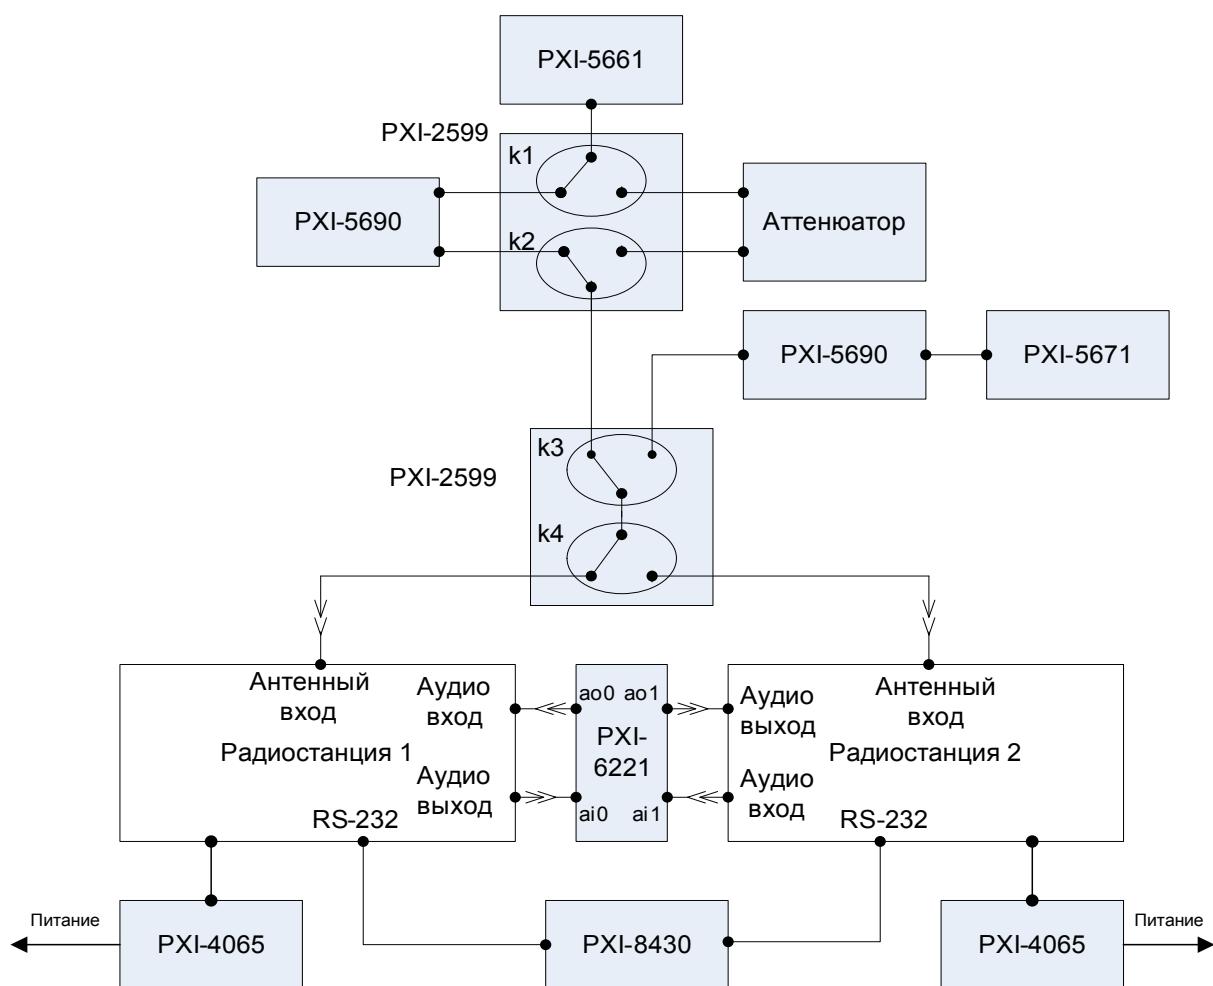 PXI-5661
PXI-2599
k1
PXI-5690
Аттенюатор
k2
PXI-5690
PXI-5671
k3
PXI-2599
k4
Антенный
вход
Аудио
вход
Радиостанция 1
Аудио
выход
RS-232
ao0 ao1
PXI-
6221
ai0 ai1
Аудио
выход
Антенный
вход
Радиостанция 2
Аудио
вход
RS-232
Питание
PXI-4065
PXI-8430
PXI-4065
Питание